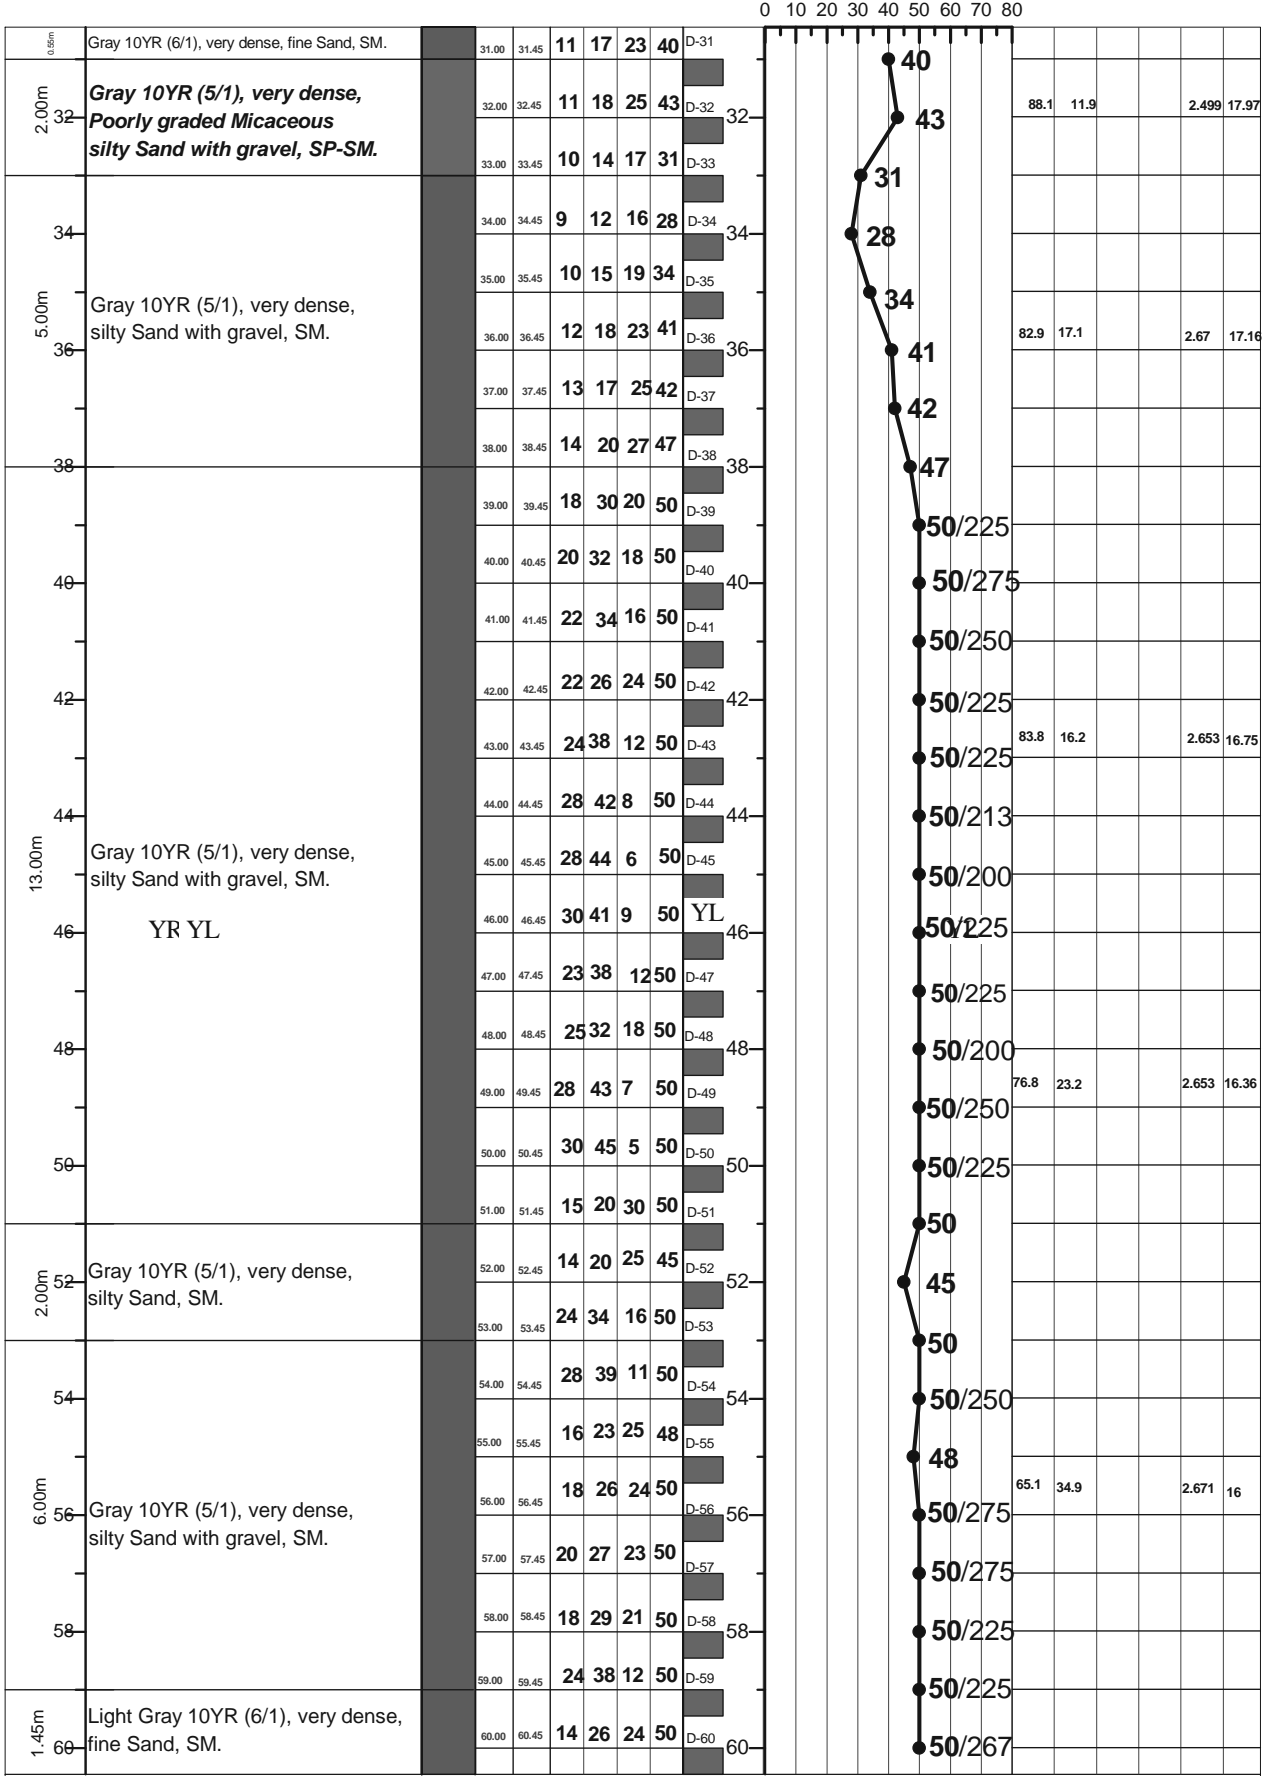 0 10 20 30 40 50 60 70 80
0.55m Gray 10YR (6/1), very dense, fine Sand, SM. 31.00 31.45 11 17 23 40 D-31 40
2.00m Gray 10YR (5/1), very dense, 32.00 32.45 11 18 25 43 D-32 88.1 11.9 2.499 17.97
32 Poorly graded Micaceous 32 43
silty Sand with gravel, SP-SM. 33.00 33.45 10 14 17 31 D-33 31
34 34.00 34.45 9 12 16 28 D-34 34 28
35.00 35.45 10 15 19 34 D-35 34
5.00m Gray 10YR (5/1), very dense,
silty Sand with gravel, SM. 36.00 36.45 12 18 23 41 D-36 82.9 17.1 2.67 17.16
36 36 41
37.00 37.45 13 17 25 42 D-37 42
38.00 38.45 14 20 27 47 D-38
38 38 47
39.00 39.45 18 30 20 50 D-39 50/225
40.00 40.45 20 32 18 50 D-40
40 40 50/275
41.00 41.45 22 34 16 50 D-41 50/250
42.00 42.45 22 26 24 50 D-42
42 42 50/225
43.00 43.45 24 38 12 50 D-43 83.8 16.2 2.653 16.75
50/225
44.00 44.45 28 42 8 50 D-44
44 44 50/213
13.00m Gray 10YR (5/1), very dense, 45.00 45.45 28 44 6 50 D-45
silty Sand with gravel, SM. 50/200
46.00 46.45 30 41 9 50 YL
46 YR YL 46 50/225 YL
47.00 47.45 23 38 12 50 D-47 50/225
48.00 48.45 25 32 18 50 D-48
48 48 50/200
49.00 49.45 28 43 7 50 D-49 76.8 23.2 2.653 16.36
50/250
50.00 50.45 30 45 5 50 D-50
50 50 50/225
51.00 51.45 15 20 30 50 D-51 50
2.00m Gray 10YR (5/1), very dense, 52.00 52.45 14 20 25 45 D-52
52 silty Sand, SM. 52 45
53.00 53.45 24 34 16 50 D-53 50
54.00 54.45 28 39 11 50 D-54
54 54 50/250
55.00 55.45 16 23 25 48 D-55 48
56.00 56.45 18 26 24 50 D-56 65.1 34.9 2.671 16
6.00m 56 Gray 10YR (5/1), very dense, 56 50/275
silty Sand with gravel, SM.
57.00 57.45 20 27 23 50 D-57 50/275
58.00 58.45 18 29 21 50 D-58
58 58 50/225
59.00 59.45 24 38 12 50 D-59 50/225
1.45m Light Gray 10YR (6/1), very dense, 60.00 60.45 14 26 24 50 D-60
60 fine Sand, SM. 60 50/267